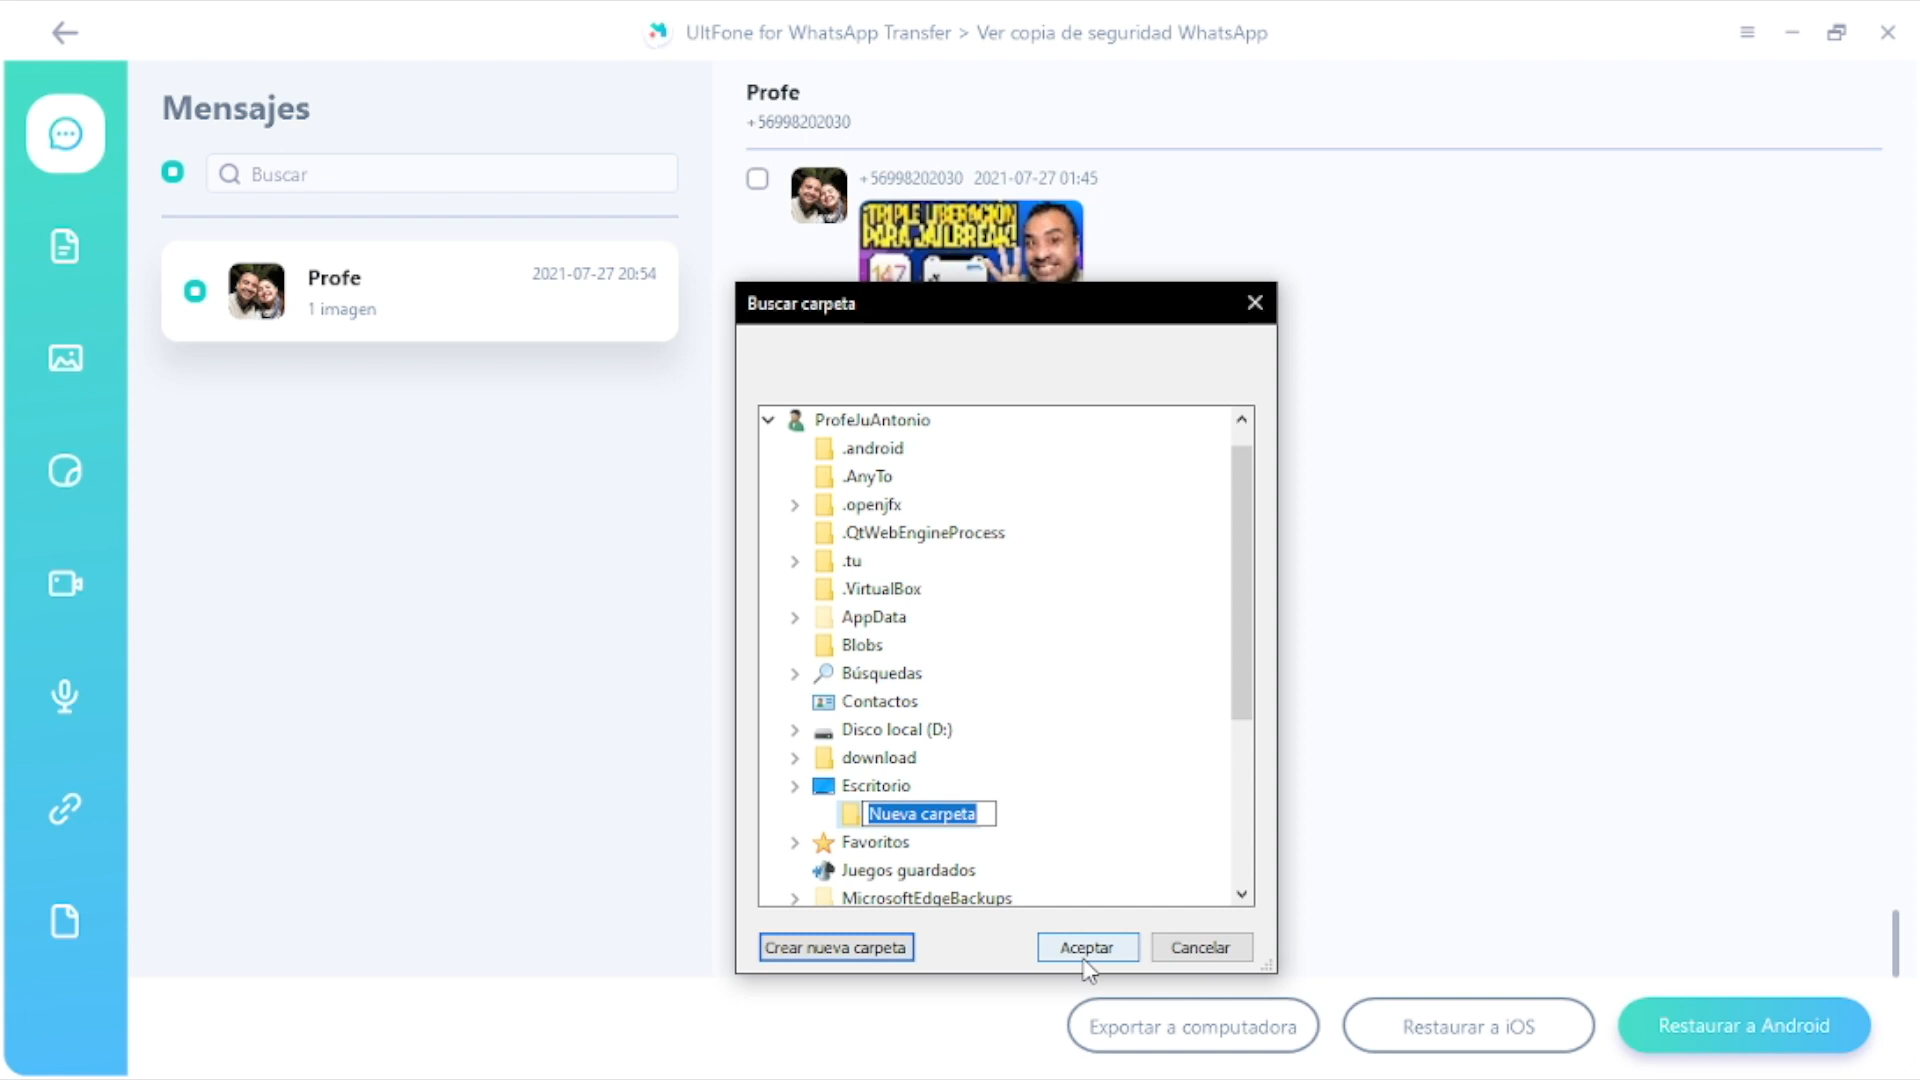 UltFone for WhatsApp Transfer > Ver copia de seguridad WhatsApp
Mensajes
Buscar
Profe
2021-07-27 20:54
1 imagen
Profe
+56998202030
+56998202030 2021-07-27 01:45
¡TRIPLE LIBERACIÓN
PARA JAILBREAK!
147
Buscar carpeta
ProfeJuAntonio
.android
.AnyTo
.openjfx
.QtWebEngineProcess
.tu
.VirtualBox
AppData
Blobs
Búsquedas
Contactos
Disco local (D:)
download
Escritorio
Nueva carpeta
Favoritos
Juegos guardados
MicrosoftEdgeBackups
Crear nueva carpeta
Aceptar
Cancelar
Exportar a computadora
Restaurar a iOS
Restaurar a Android